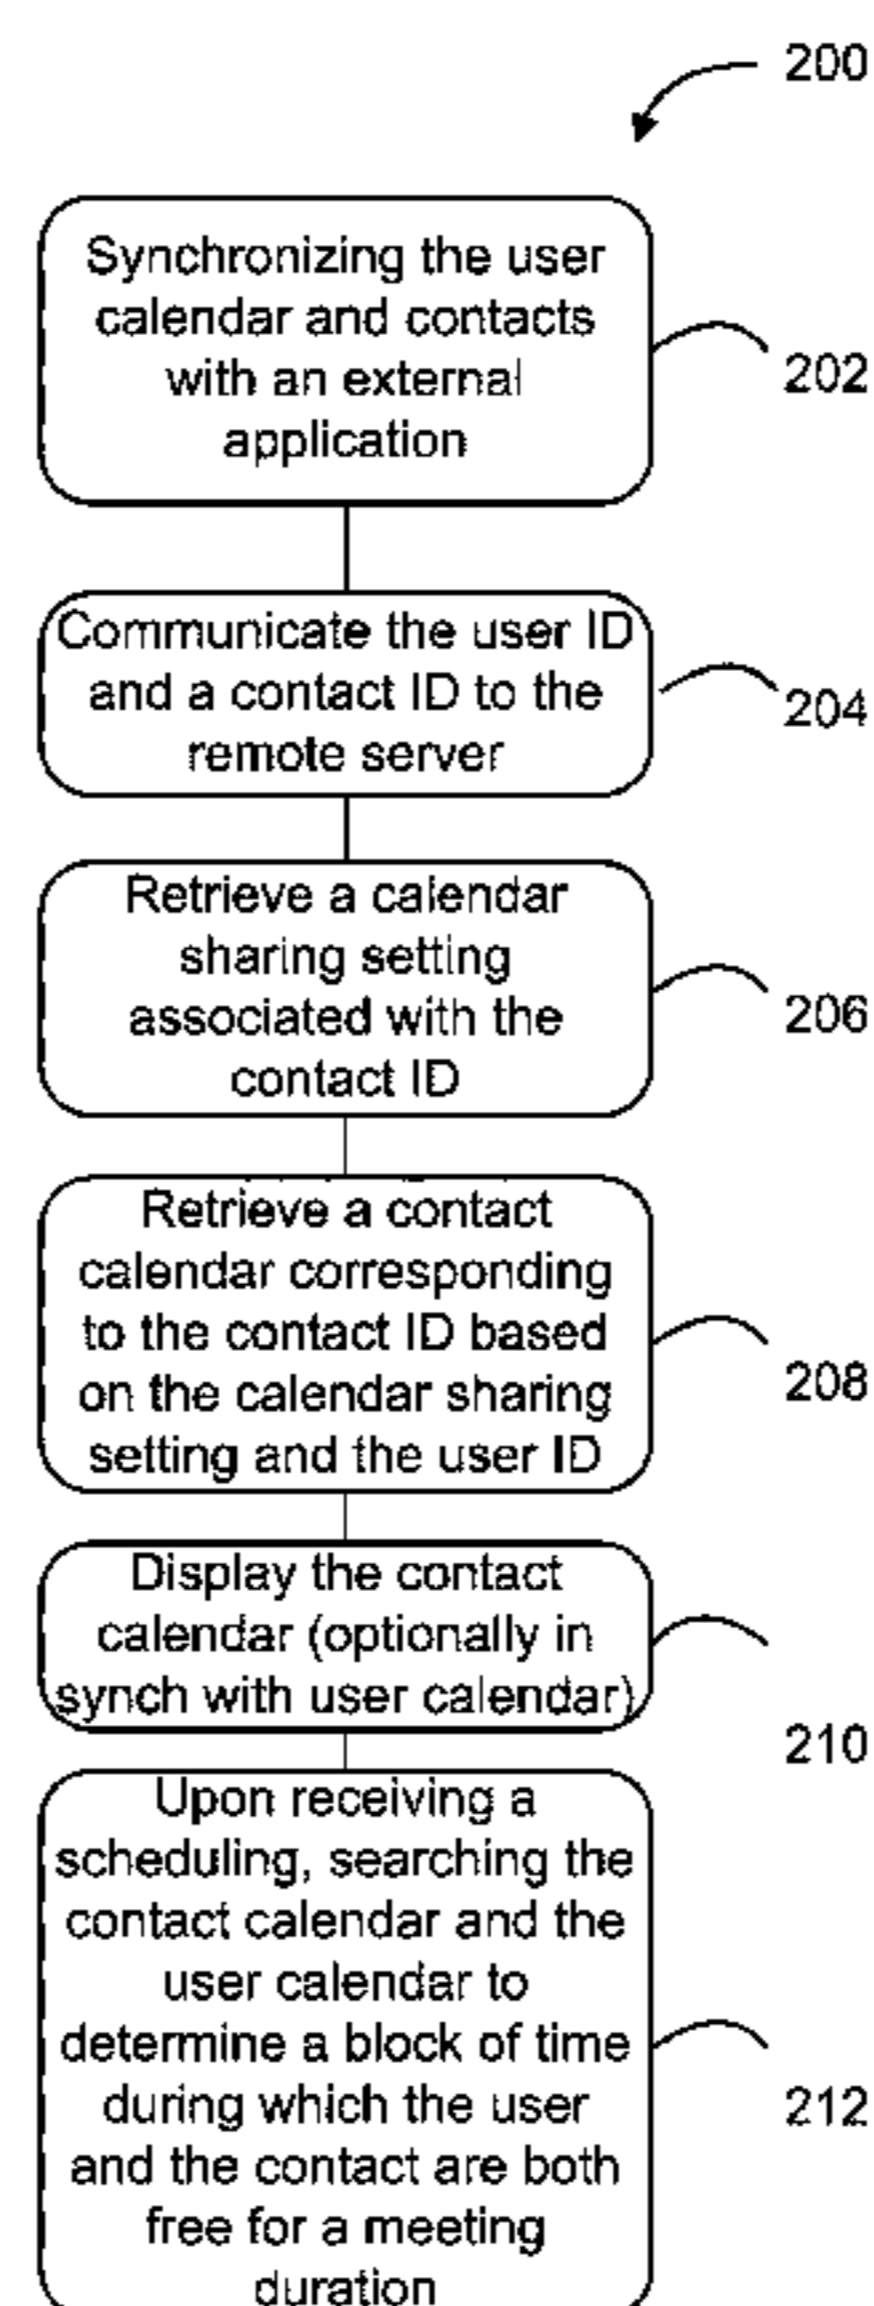 200
Synchronizing the user
calendar and contacts
with an external
application
202
Communicate the user ID
and a contact ID to the
remote server
204
Retrieve a calendar
sharing setting
associated with the
contact ID
206
Retrieve a contact
calendar corresponding
to the contact ID based
on the calendar sharing
setting and the user ID
208
Display the contact
calendar (optionally in
synch with user calendar)
210
Upon receiving a
scheduling, searching the
contact calendar and the
user calendar to
determine a block of time
during which the user
and the contact are both
free for a meeting
duration
212